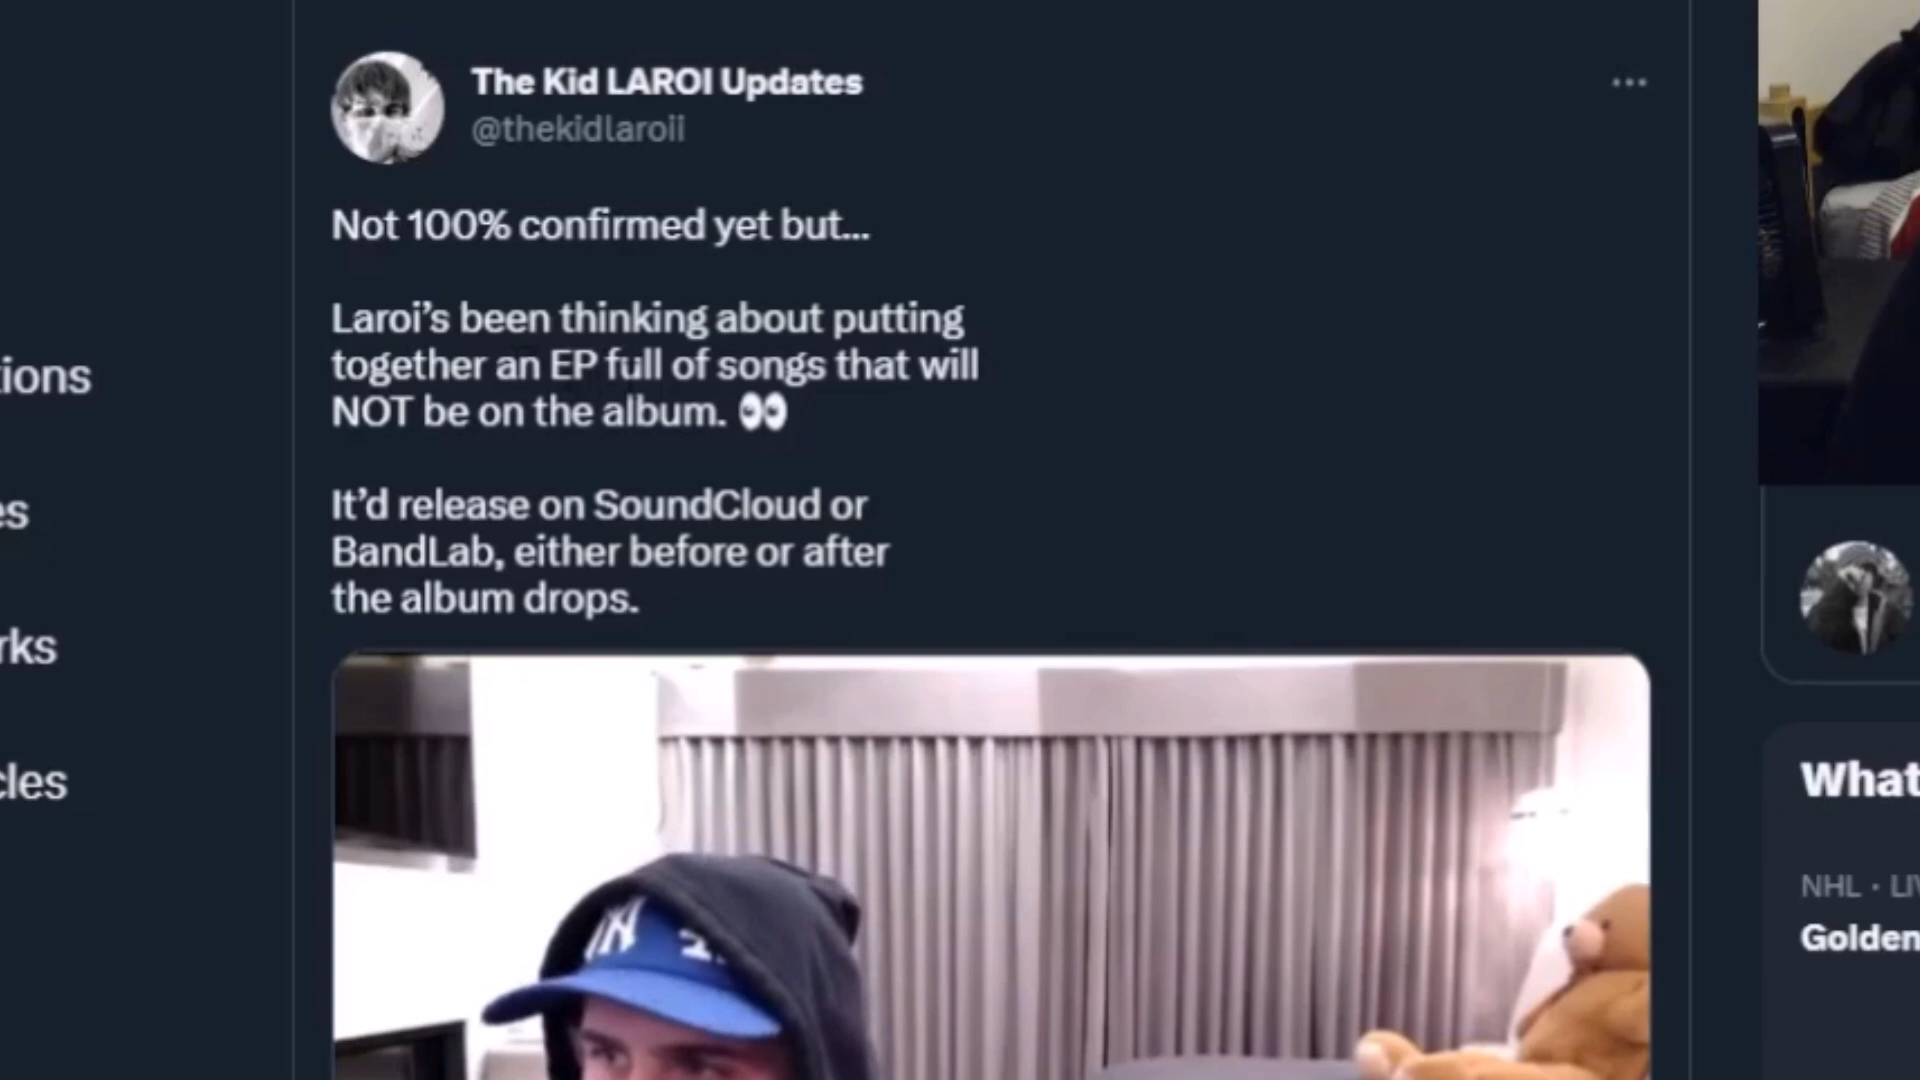 The Kid LAROI Updates
@thekidlaroii
Not 100% confirmed yet but...
Laroi’s been thinking about putting
together an EP full of songs that will
NOT be on the album. 👀
It’d release on SoundCloud or
BandLab, either before or after
the album drops.
tions
es
rks
cles
What
NHL · LIV
Golden